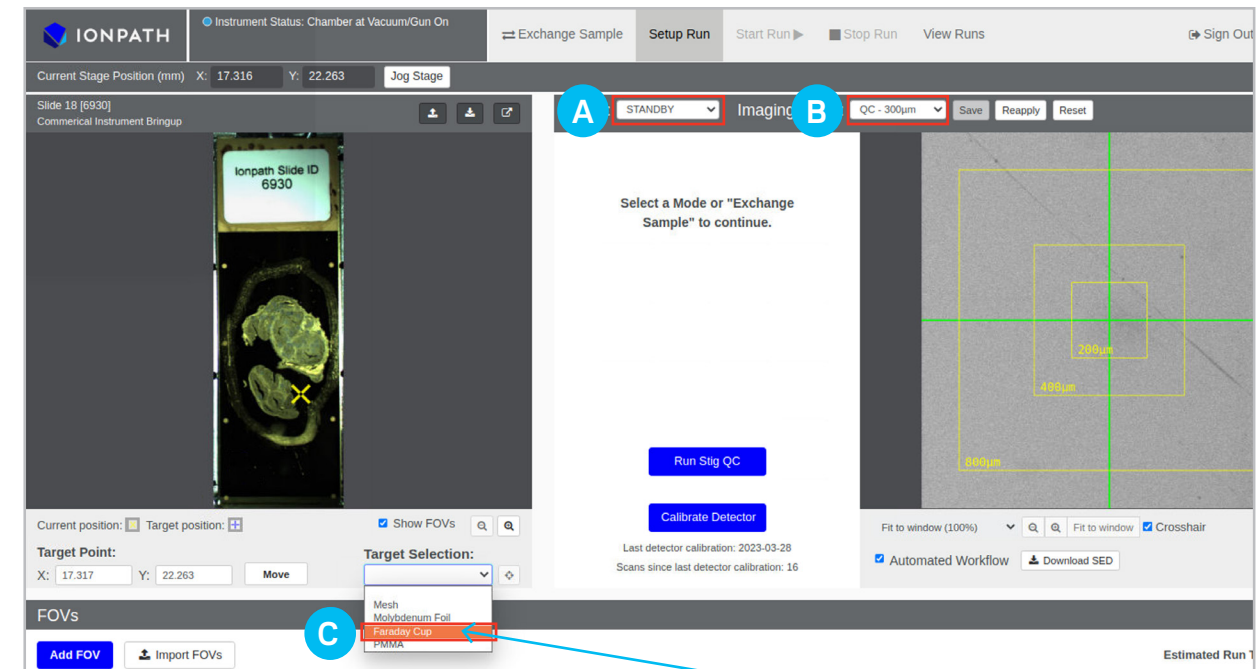 IONPATH
Instrument Status: Chamber at Vacuum/Gun On
Exchange Sample
Setup Run
Start Run
Stop Run
View Runs
Sign Out
Current Stage Position (mm) X: 17.316 Y: 22.263 Jog Stage
Slide 18 [6930]
Commerical Instrument Bringup
Ionpath Slide ID
6930
A : STANDBY Imaging B QC - 300µm Save Reapply Reset
Select a Mode or "Exchange
Sample" to continue.
200µm
400µm
800µm
Run Stig QC
Calibrate Detector
Last detector calibration: 2023-03-28
Scans since last detector calibration: 16
Current position: Target position: Show FOVs
Target Point:
X: 17.317 Y: 22.263 Move
Target Selection:
Mesh
Molybdenum Foil
C Faraday Cup
PMMA
Fit to window (100%) Fit to window Crosshair
Automated Workflow Download SED
FOVs
Add FOV Import FOVs
Estimated Run